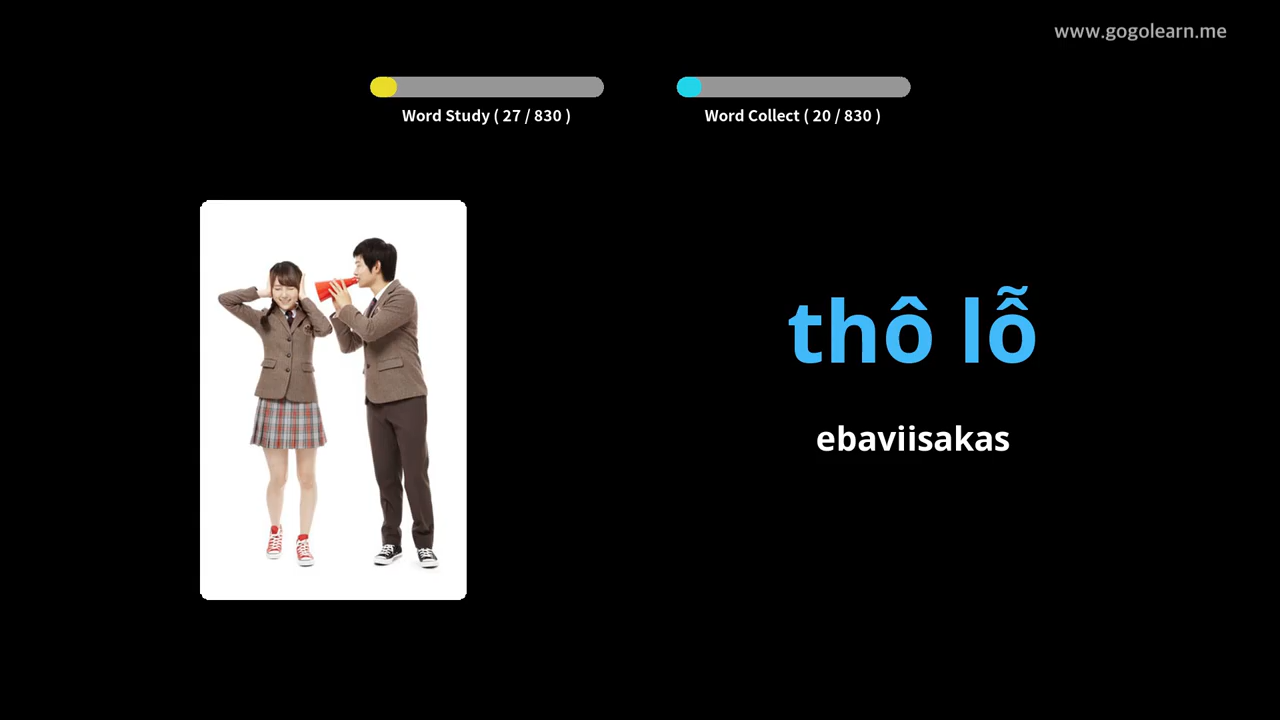 www.gogolearn.me
Word Study ( 27 / 830 )
Word Collect ( 20 / 830 )
thô lỗ
ebaviisakas